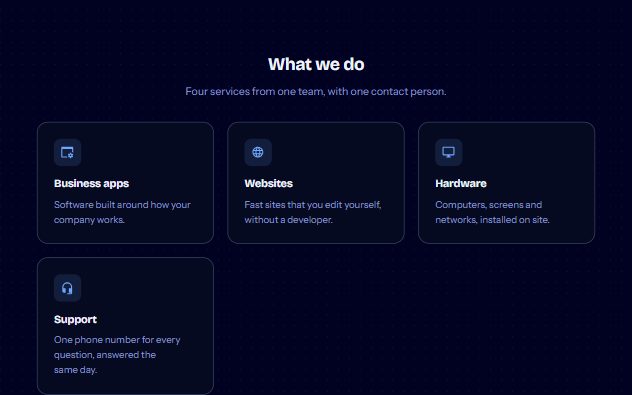 What we do
Four services from one team, with one contact person.
Business apps
Software built around how your
company works.
Websites
Fast sites that you edit yourself,
without a developer.
Hardware
Computers, screens and
networks, installed on site.
Support
One phone number for every
question, answered the
same day.